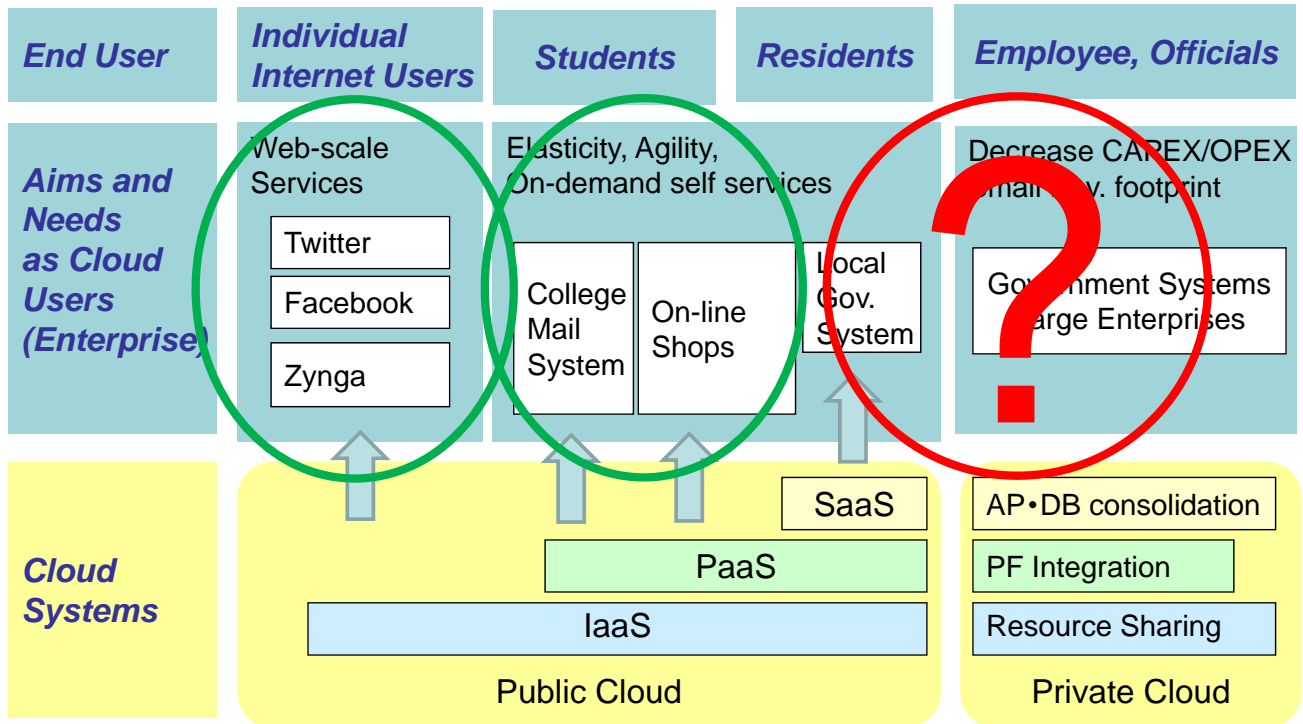 End User
Individual
Internet Users
Students
Residents
Employee, Officials
Aims and
Needs
as Cloud
Users
(Enterprise)
Web-scale
Services
Twitter
Facebook
Zynga
Elasticity, Agility,
On-demand self services
College
Mail
System
On-line
Shops
Local
Gov.
System
Decrease CAPEX/OPEX
footprint
Systems
Enterprises
?
Cloud
Systems
SaaS
PaaS
IaaS
Public Cloud
AP•DB consolidation
PF Integration
Resource Sharing
Private Cloud